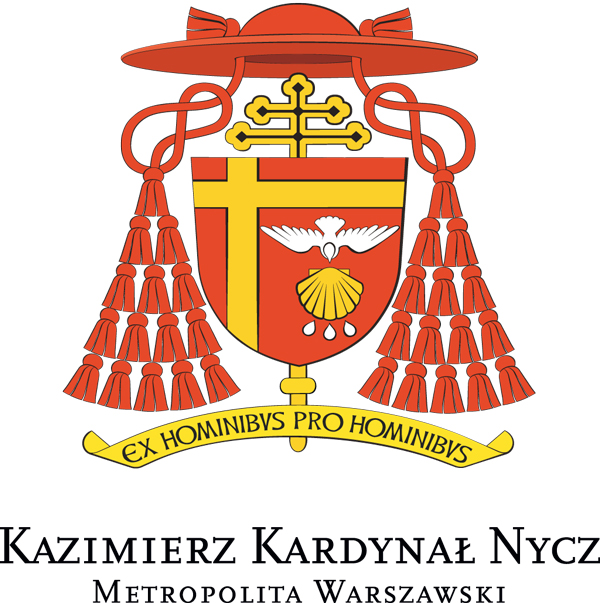 EX HOMINIBVS PRO HOMINIBVS
KAZIMIERZ KARDYNAŁ NYCZ
METROPOLITA WARSZAWSKI